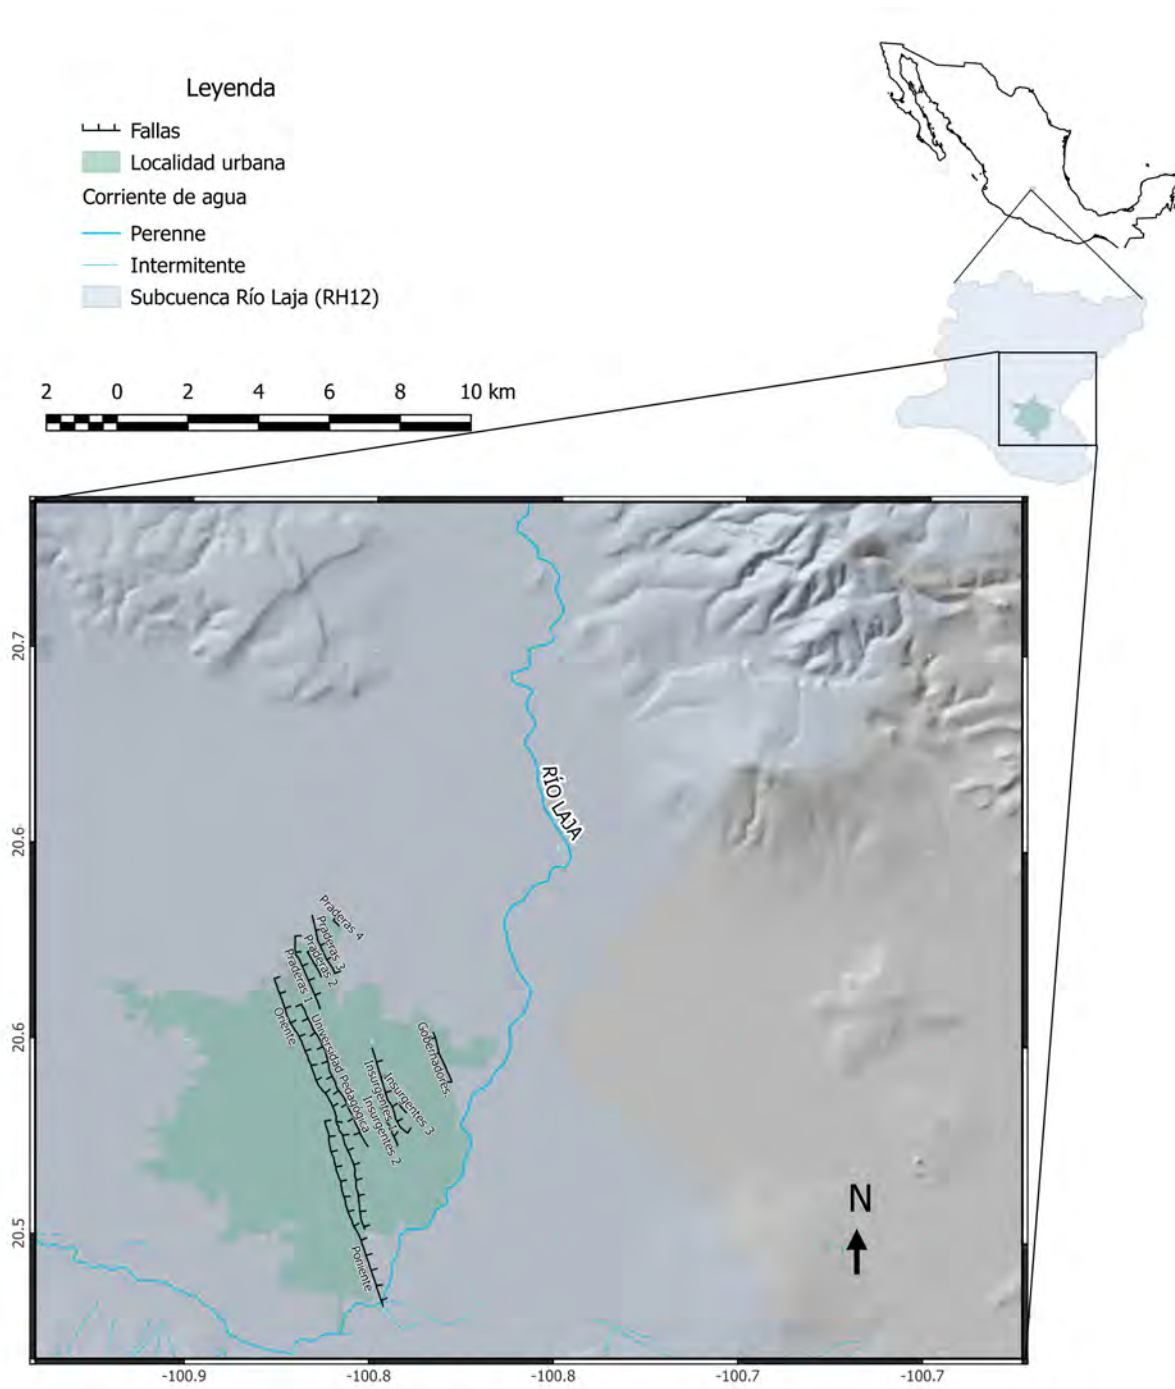 Leyenda
Fallas
Localidad urbana
Corriente de agua
Perenne
Intermitente
Subcuenca Río Laja (RH12)
2 0 2 4 6 8 10 km
20.7
RÍO LAJA
20.6
Praderas 4
Praderas 3
Praderas 2
Praderas 1
Oriente
Universidad Pedagógica
Gobernadores.
20.6
Insurgentes 3
Insurgentes 1
Insurgentes 2
N
20.5
Poniente
-100.9 -100.8 -100.8 -100.7 -100.7